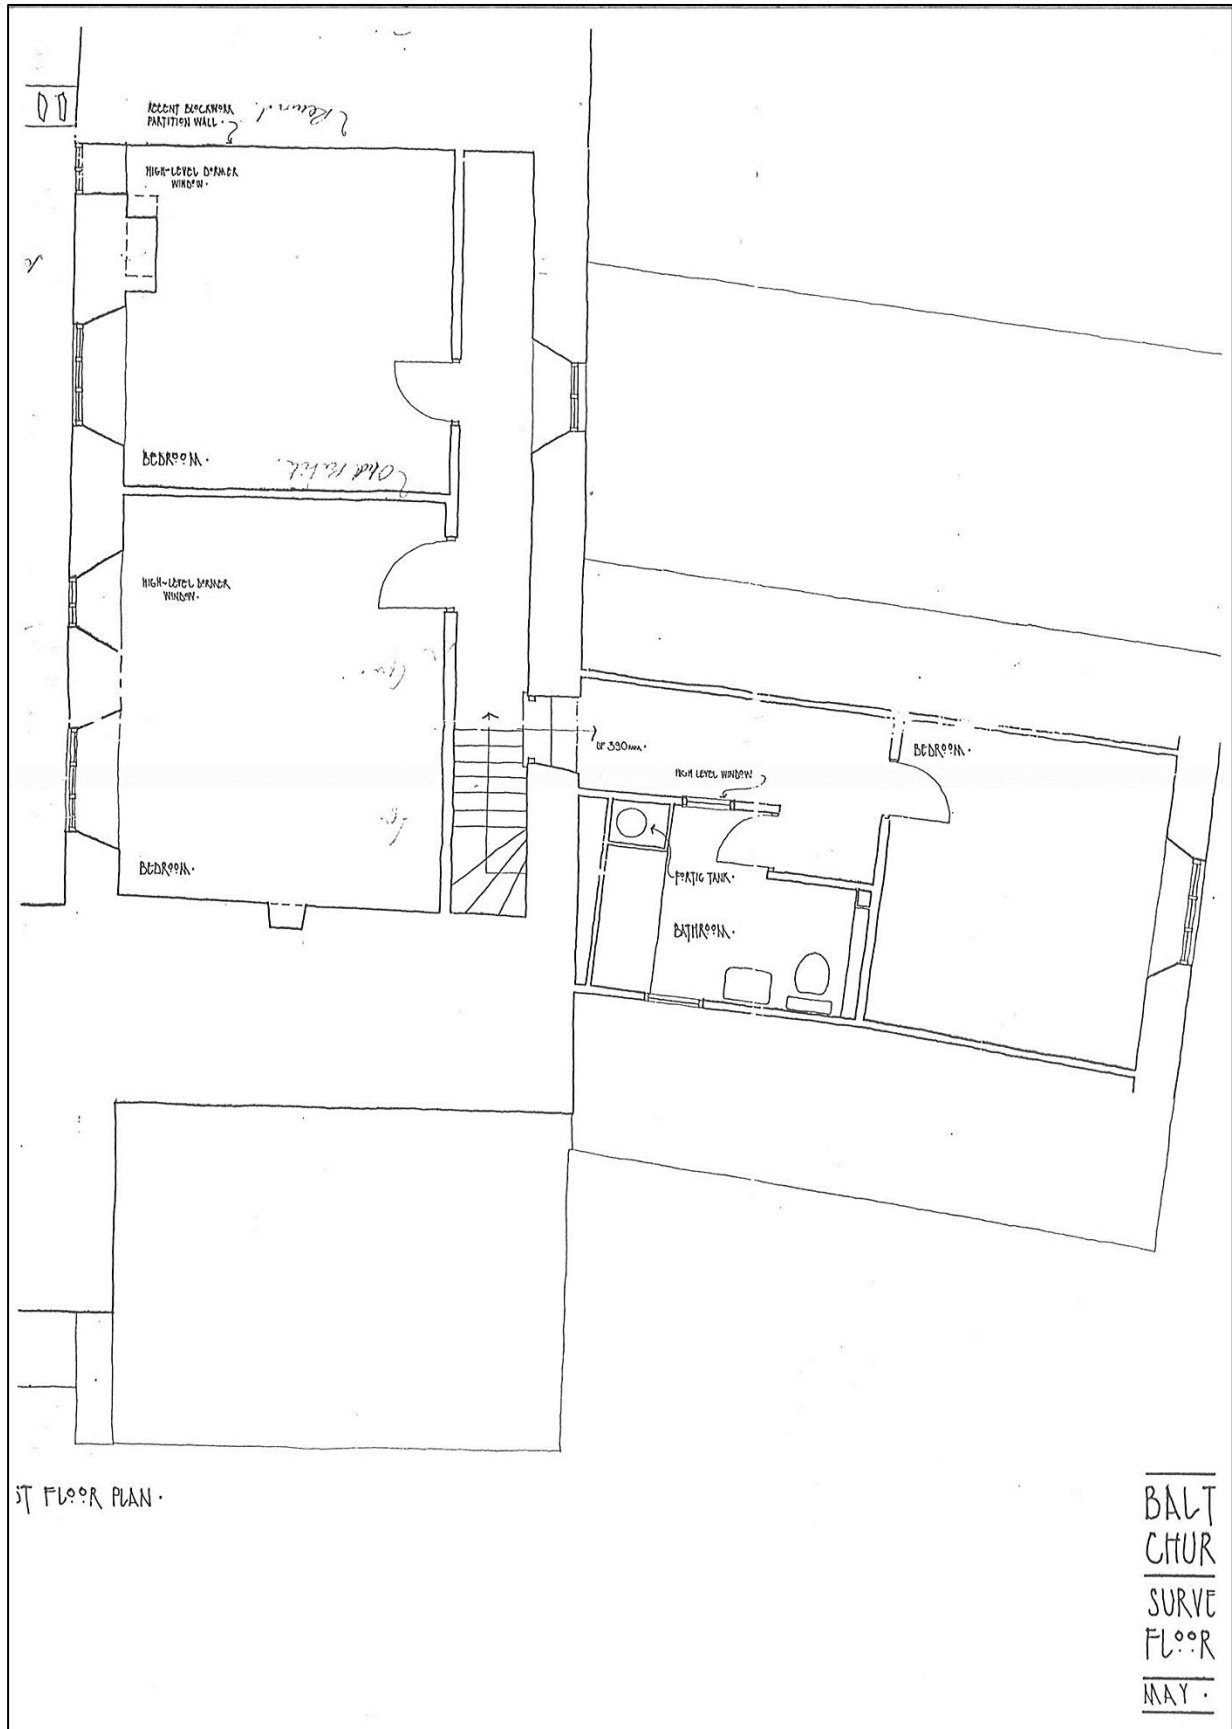 RECENT BLOCKWORK
PARTITION WALL.
HIGH-LEVEL DORMER
WINDOW.
BEDROOM.
HIGH-LEVEL DORMER
WINDOW.
BEDROOM.
UP 390mm.
BEDROOM.
HIGH LEVEL WINDOW
FORTIC TANK.
BATHROOM.
ST FLOOR PLAN.
BALT
CHUR
SURVE
FLOOR
MAY.